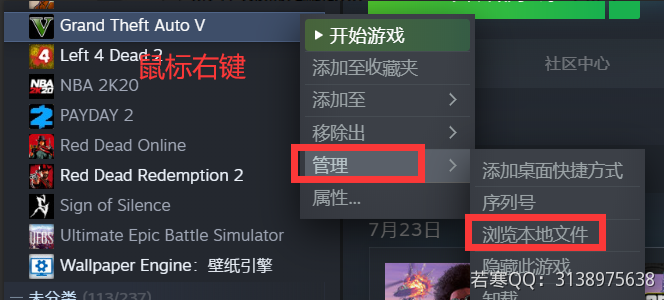 Grand Theft Auto V
Left 4 Dead 2
鼠标右键
NBA 2K20
PAYDAY 2
Red Dead Online
Red Dead Redemption 2
Sign of Silence
Ultimate Epic Battle Simulator
Wallpaper Engine：壁纸引擎
未分类 (113/237)
开始游戏
添加至收藏夹
添加至
移除出
管理
属性...
社区中心
7月23日
添加桌面快捷方式
序列号
浏览本地文件
隐藏此游戏
卸载
若寒QQ：3138975638